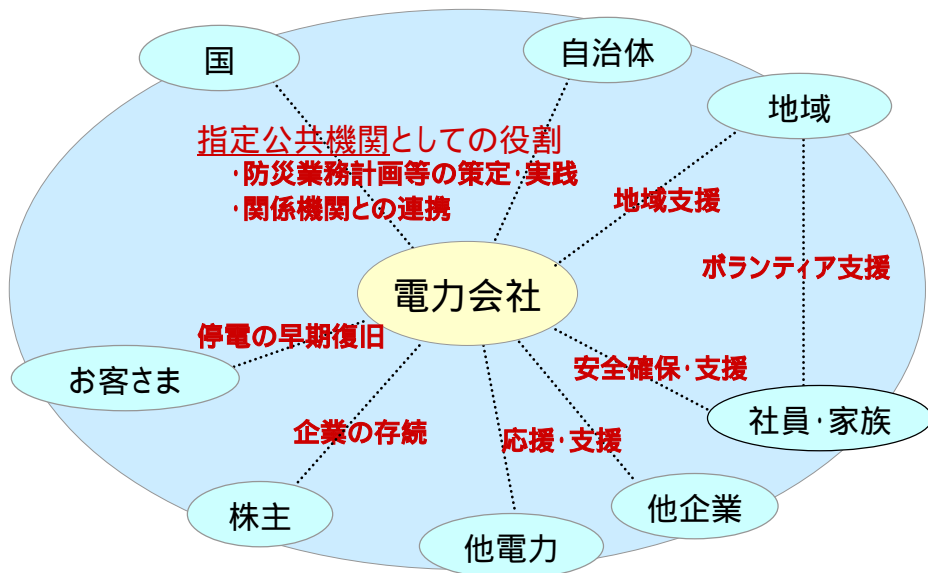 国
自治体
地域
指定公共機関としての役割
・防災業務計画等の策定・実践
・関係機関との連携
地域支援
ボランティア支援
電力会社
停電の早期復旧
お客さま
安全確保・支援
社員・家族
企業の存続
応援・支援
株主
他電力
他企業